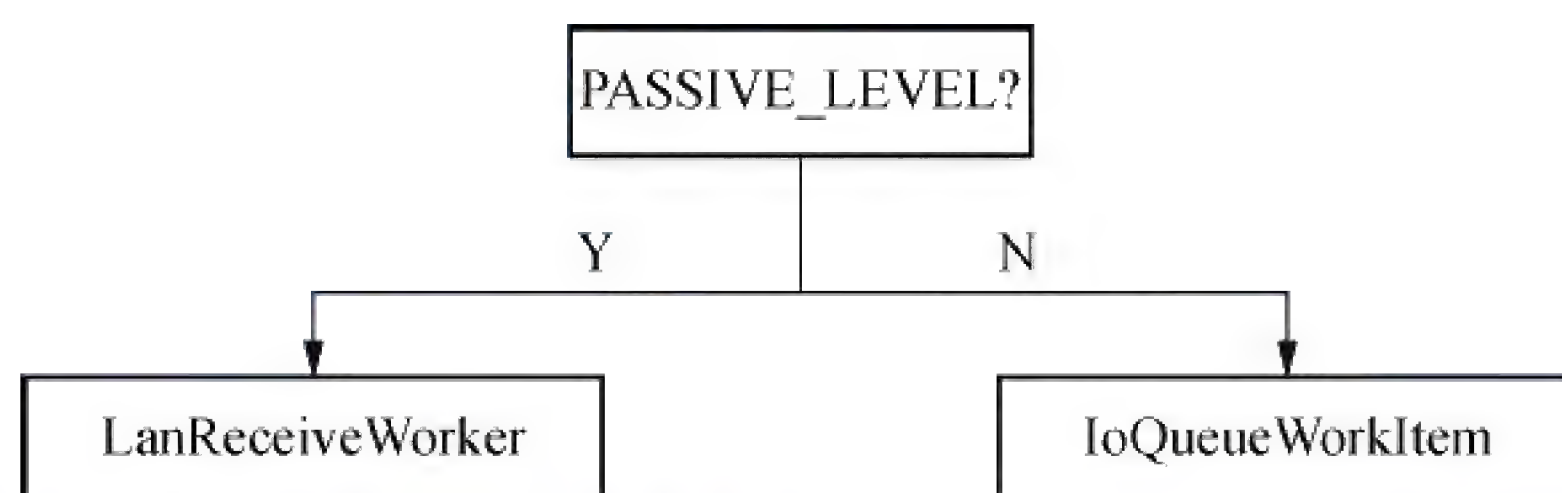 PASSIVE_LEVEL?
Y
N
LanReceiveWorker
IoQueueWorkItem